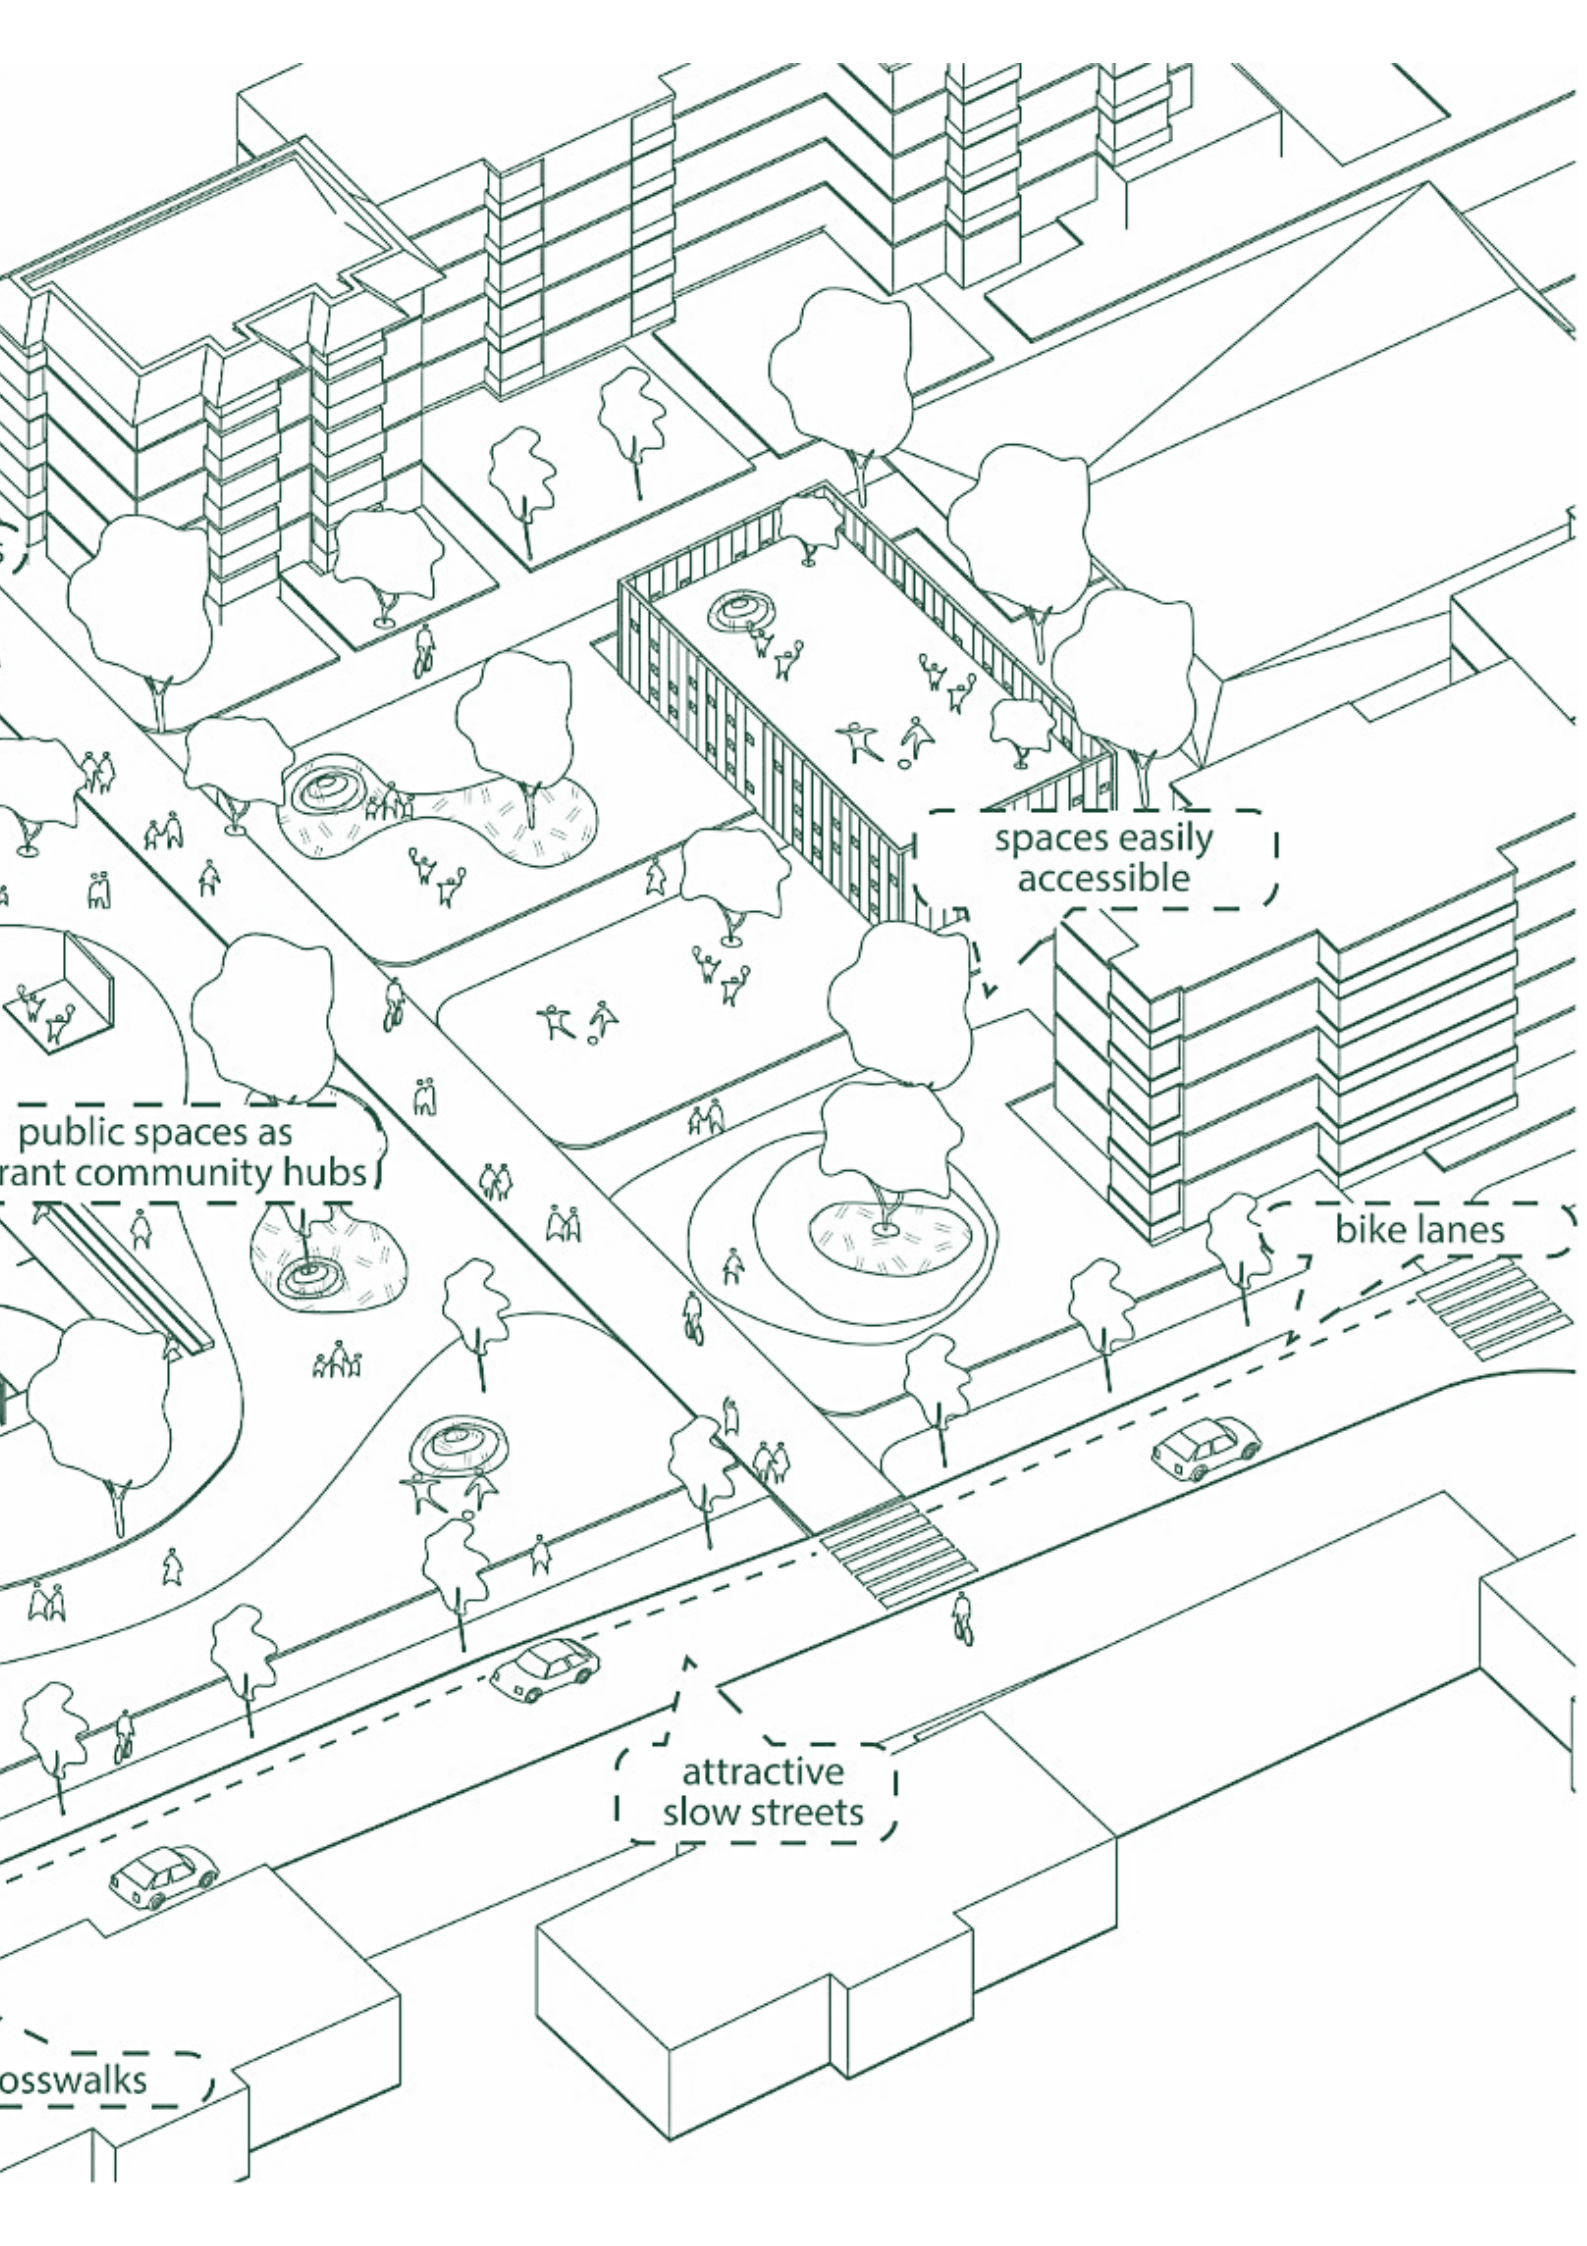 spaces easily
accessible
public spaces as
rant community hubs
bike lanes
attractive
slow streets
osswalks